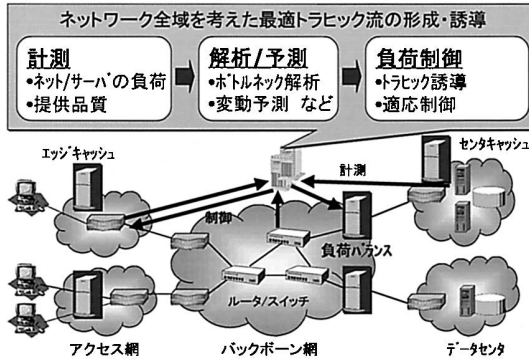 ネットワーク全域を考えた最適トラヒック流の形成・誘導
計測
•ネット/サーバの負荷
•提供品質
解析/予測
•ボトルネック解析
•変動予測 など
負荷制御
•トラヒック誘導
•適応制御
エッジキャッシュ
センタキャッシュ
計測
制御
負荷バランス
ルータ/スイッチ
アクセス網
バックボーン網
データセンタ